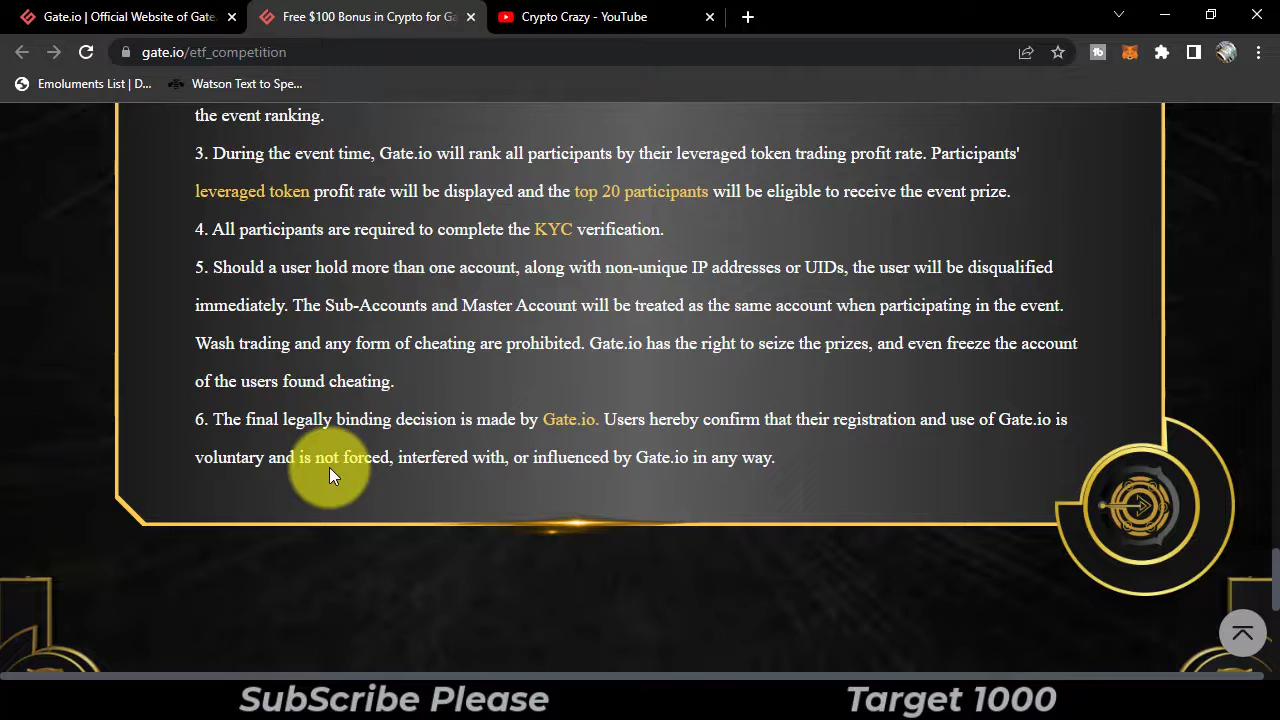 Gate.io | Official Website of Gate.
Free $100 Bonus in Crypto for Ga
Crypto Crazy - YouTube
gate.io/etf_competition
Emoluments List | D...
Watson Text to Spe...
the event ranking.
3. During the event time, Gate.io will rank all participants by their leveraged token trading profit rate. Participants'
leveraged token profit rate will be displayed and the top 20 participants will be eligible to receive the event prize.
4. All participants are required to complete the KYC verification.
5. Should a user hold more than one account, along with non-unique IP addresses or UIDs, the user will be disqualified
immediately. The Sub-Accounts and Master Account will be treated as the same account when participating in the event.
Wash trading and any form of cheating are prohibited. Gate.io has the right to seize the prizes, and even freeze the account
of the users found cheating.
6. The final legally binding decision is made by Gate.io. Users hereby confirm that their registration and use of Gate.io is
voluntary and is not forced, interfered with, or influenced by Gate.io in any way.
SubScribe Please
Target 1000